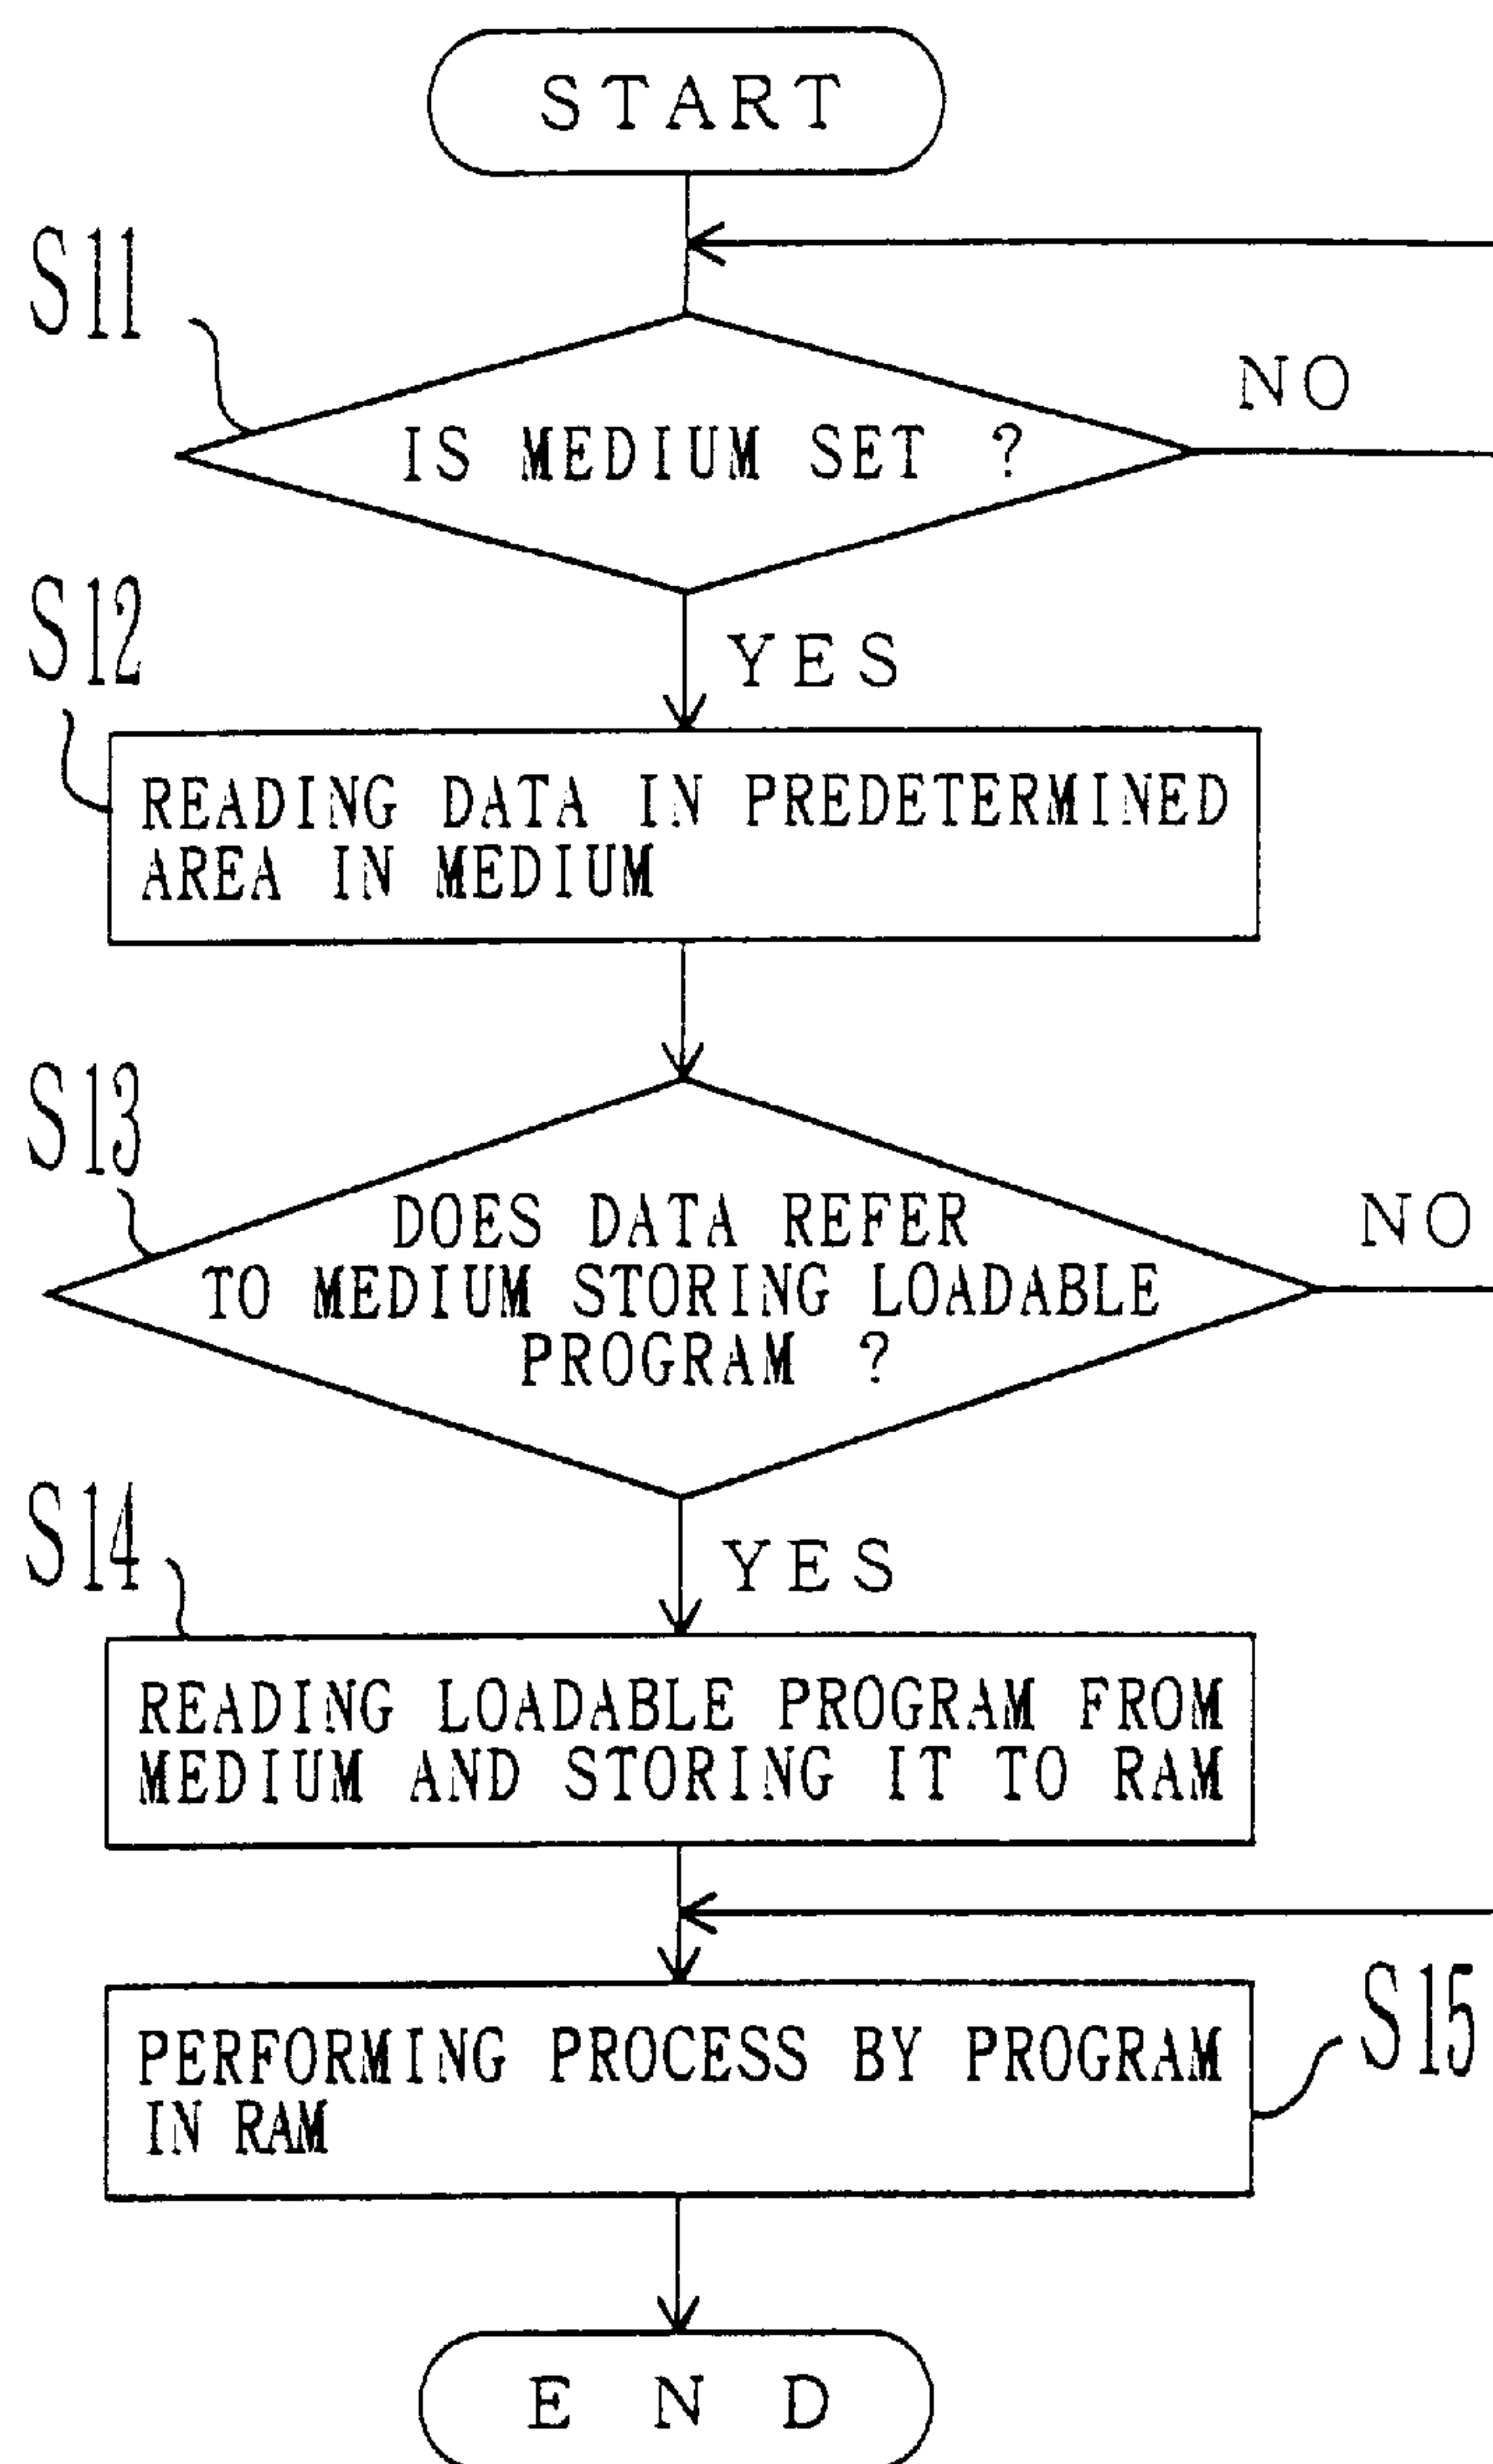 START
S11
NO
IS MEDIUM SET ?
S12
YES
READING DATA IN PREDETERMINED
AREA IN MEDIUM
S13
NO
DOES DATA REFER
TO MEDIUM STORING LOADABLE
PROGRAM ?
S14
YES
READING LOADABLE PROGRAM FROM
MEDIUM AND STORING IT TO RAM
S15
PERFORMING PROCESS BY PROGRAM
IN RAM
END